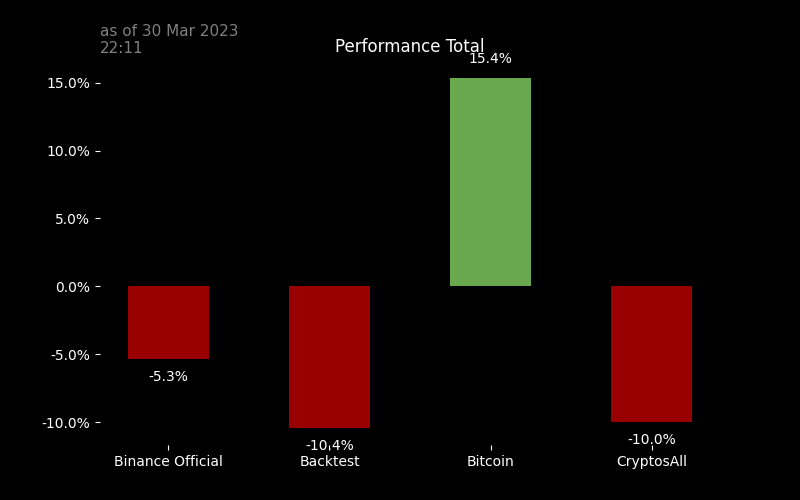 as of 30 Mar 2023
22:11
Performance Total
15.4%
15.0%
10.0%
5.0%
0.0%
-5.0%
-5.3%
-10.0%
-10.4%
-10.0%
Binance Official
Backtest
Bitcoin
CryptosAll